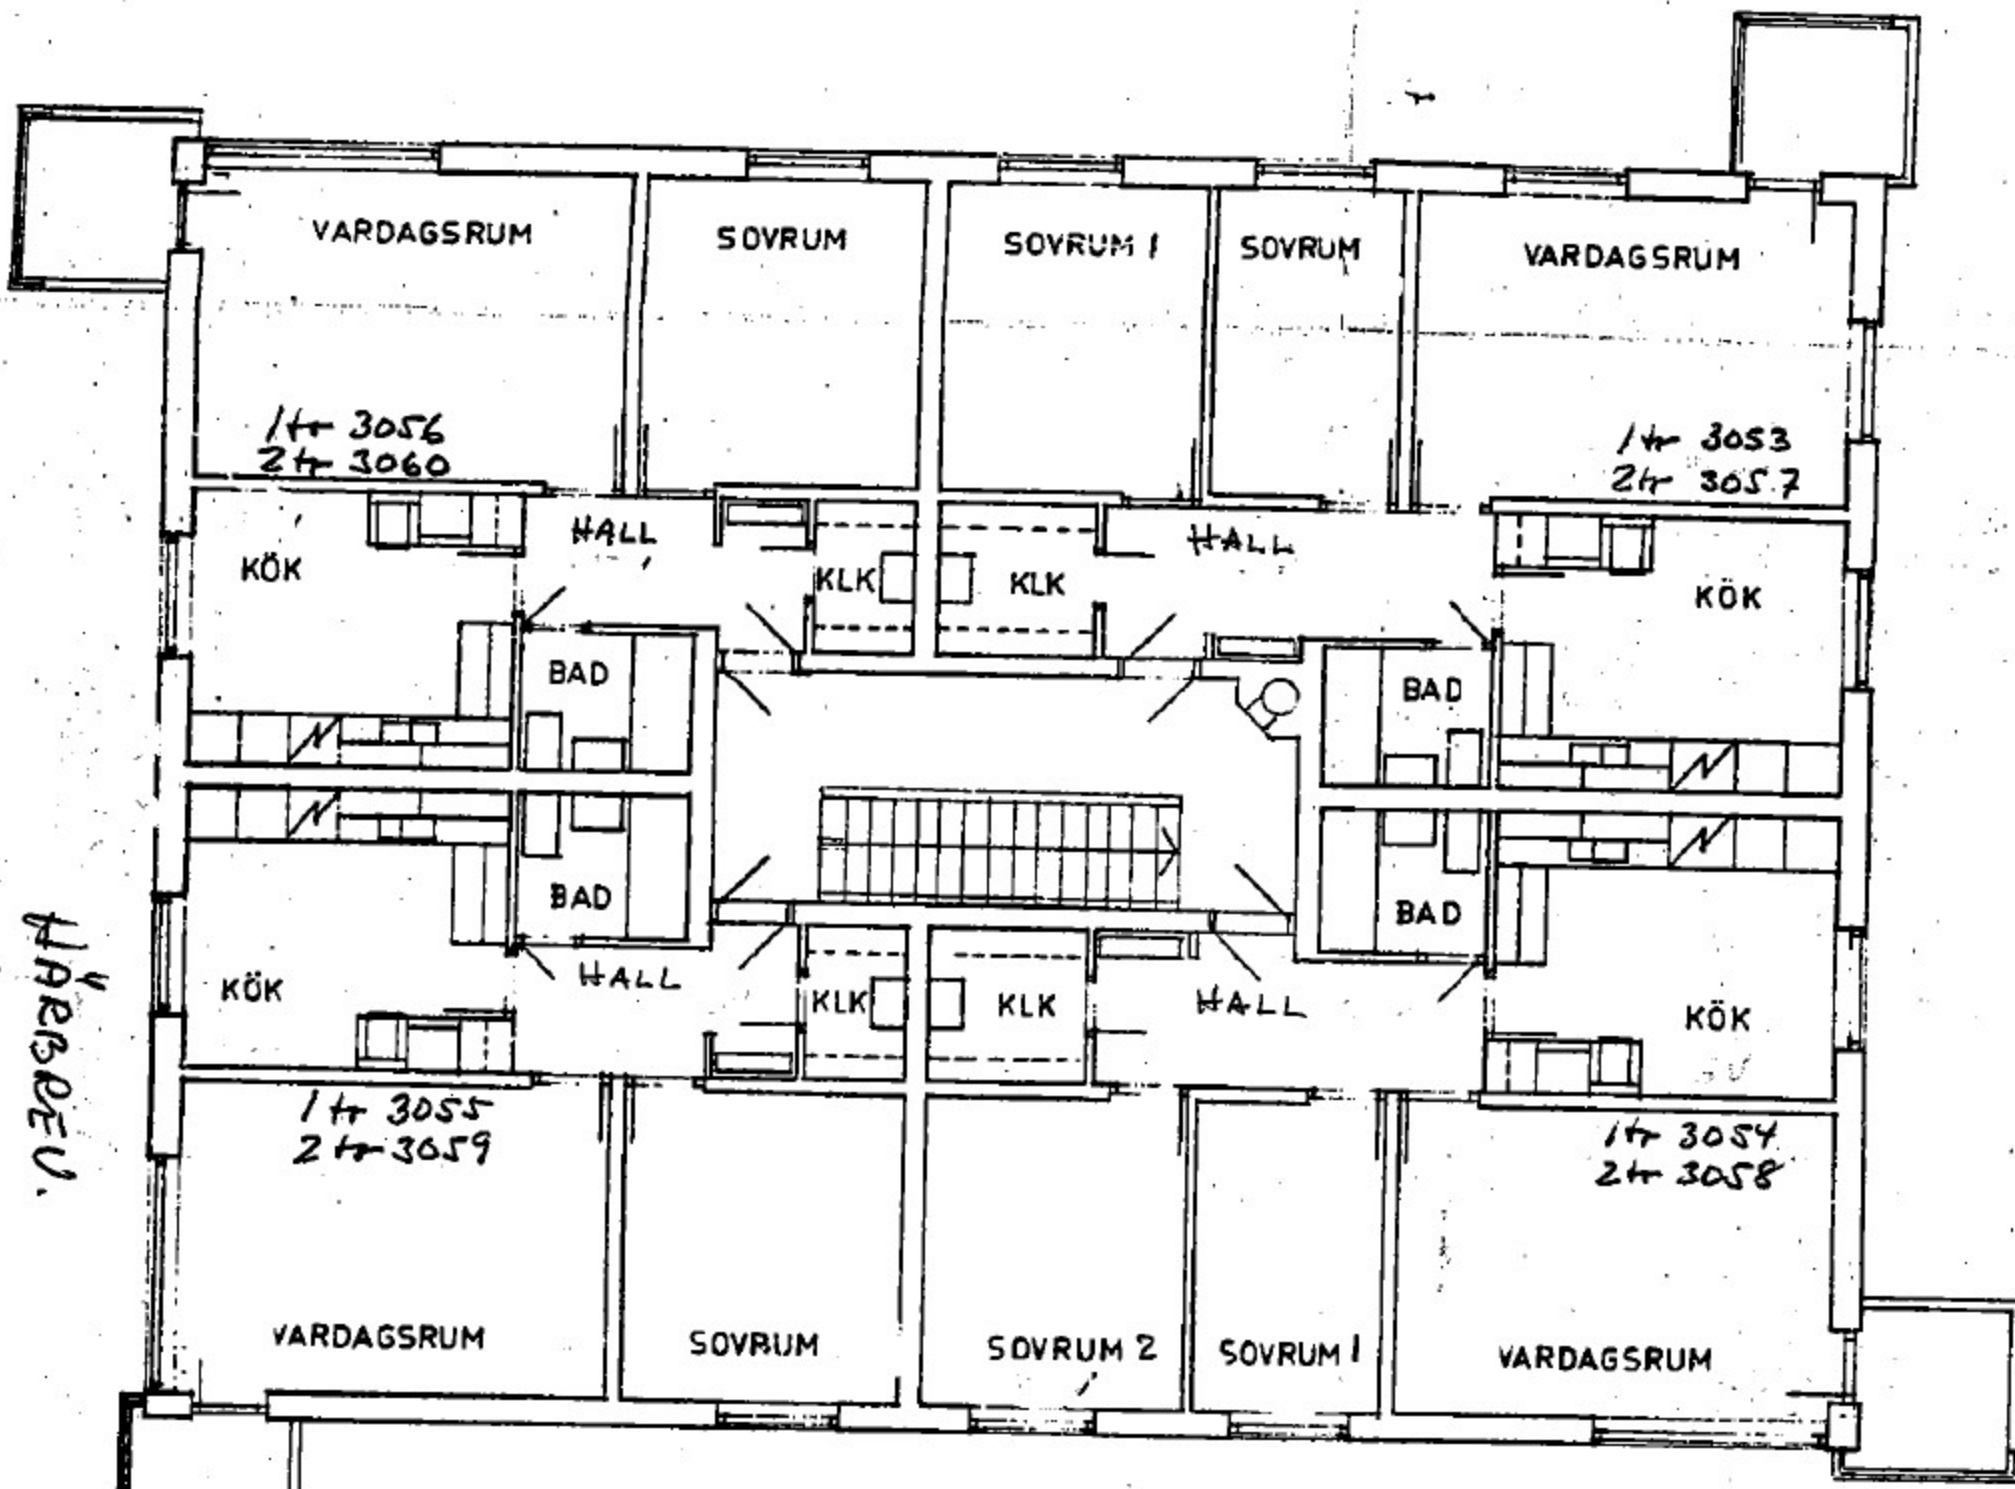 VARDAGSRUM
SOVRUM
SOVRUM 1
SOVRUM
VARDAGSRUM
1 tr 3056
2 tr 3060
1 tr 3053
2 tr 3057
KÖK
HALL
KLK
KLK
HALL
KÖK
BAD
BAD
BAD
BAD
KÖK
HALL
KLK
KLK
HALL
KÖK
1 tr 3055
2 tr 3059
1 tr 3054
2 tr 3058
VARDAGSRUM
SOVRUM
SOVRUM 2
SOVRUM 1
VARDAGSRUM